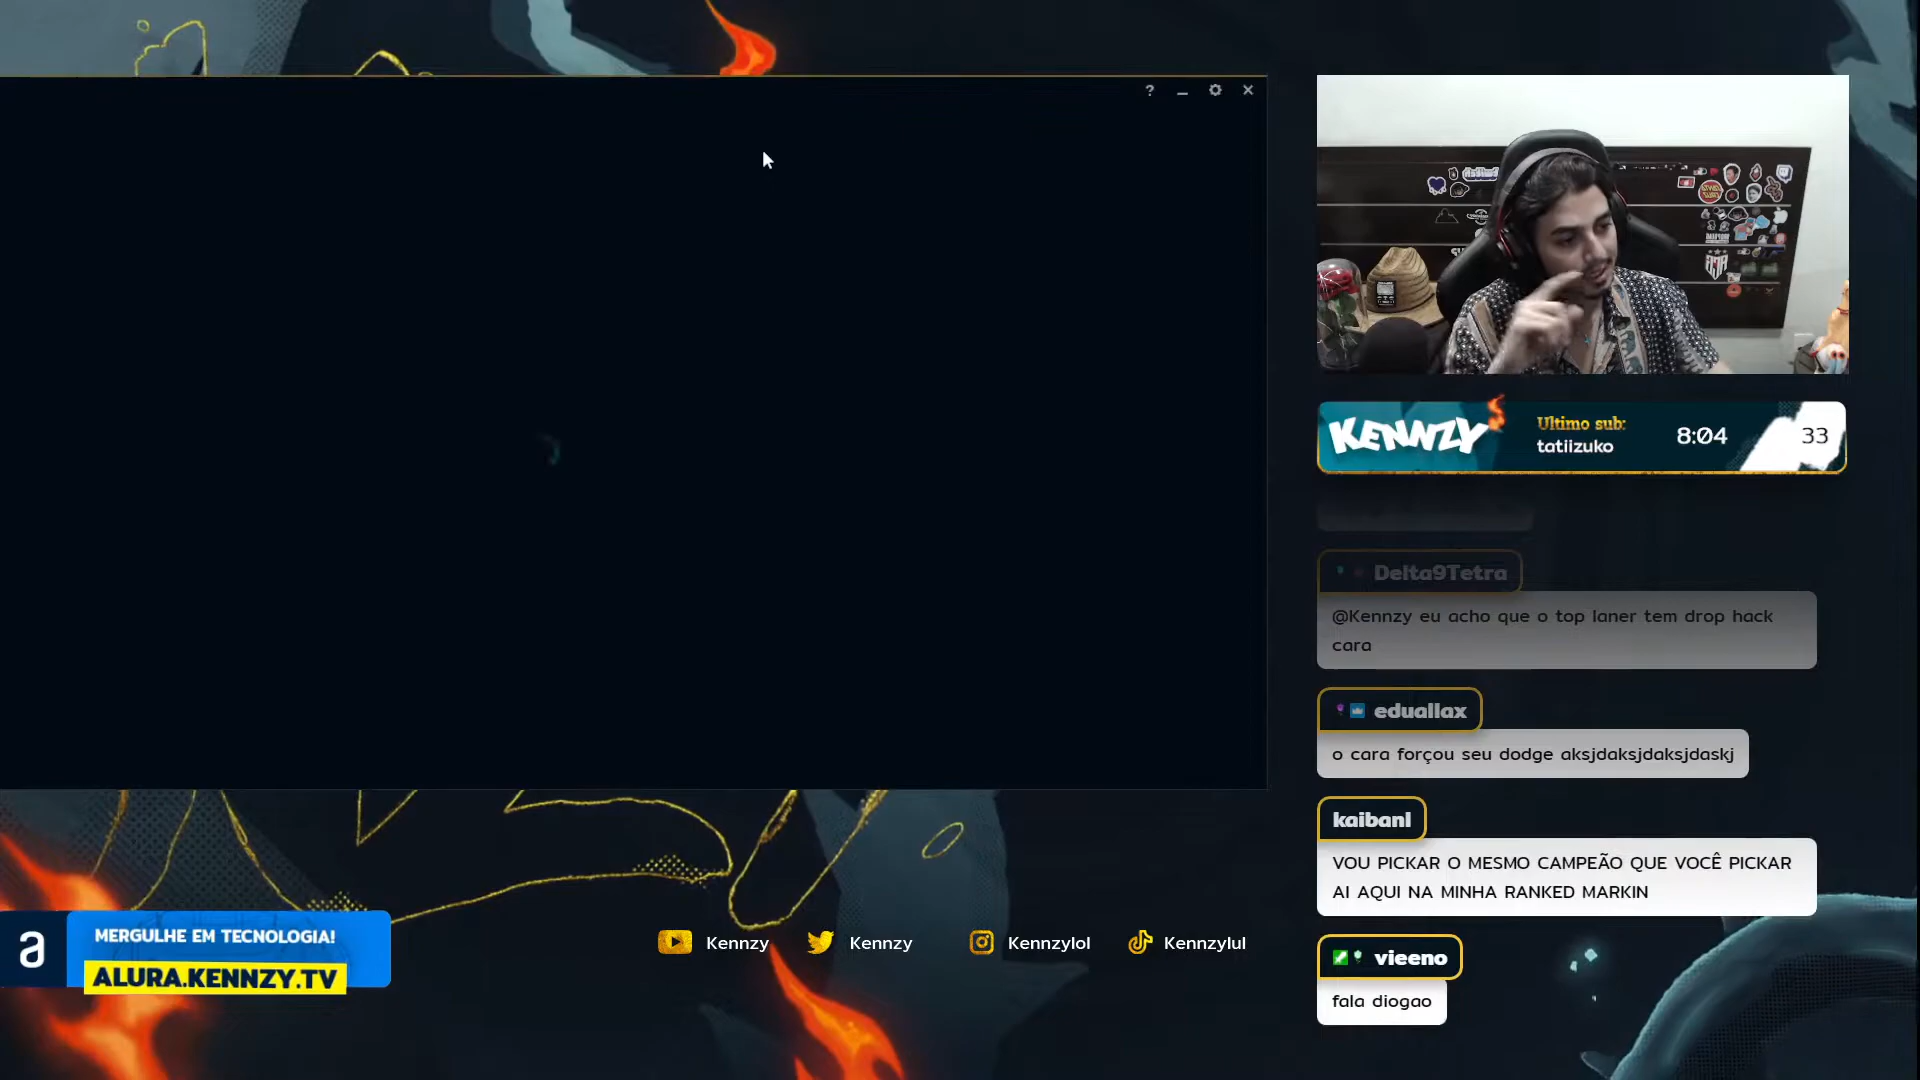 ?
KENNZY
Ultimo sub:
tatiizuko
8:04
33
Delta9Tetra
@Kennzy eu acho que o top laner tem drop hack
cara
eduallax
o cara forçou seu dodge aksjdaksjdaksjdaskj
kaibanl
VOU PICKAR O MESMO CAMPEÃO QUE VOCÊ PICKAR
AI AQUI NA MINHA RANKED MARKIN
vieeno
fala diogao
a
MERGULHE EM TECNOLOGIA!
ALURA.KENNZY.TV
Kennzy
Kennzy
Kennzylol
Kennzylul